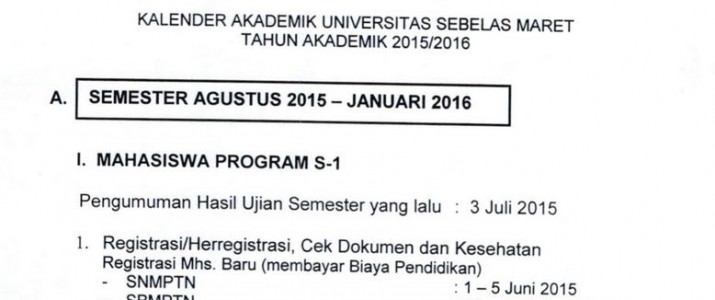 KALENDER AKADEMIK UNIVERSITAS SEBELAS MARET
TAHUN AKADEMIK 2015/2016
A. SEMESTER AGUSTUS 2015 – JANUARI 2016
I. MAHASISWA PROGRAM S-1
Pengumuman Hasil Ujian Semester yang lalu : 3 Juli 2015
1. Registrasi/Herregistrasi, Cek Dokumen dan Kesehatan
Registrasi Mhs. Baru (membayar Biaya Pendidikan)
- SNMPTN : 1 – 5 Juni 2015